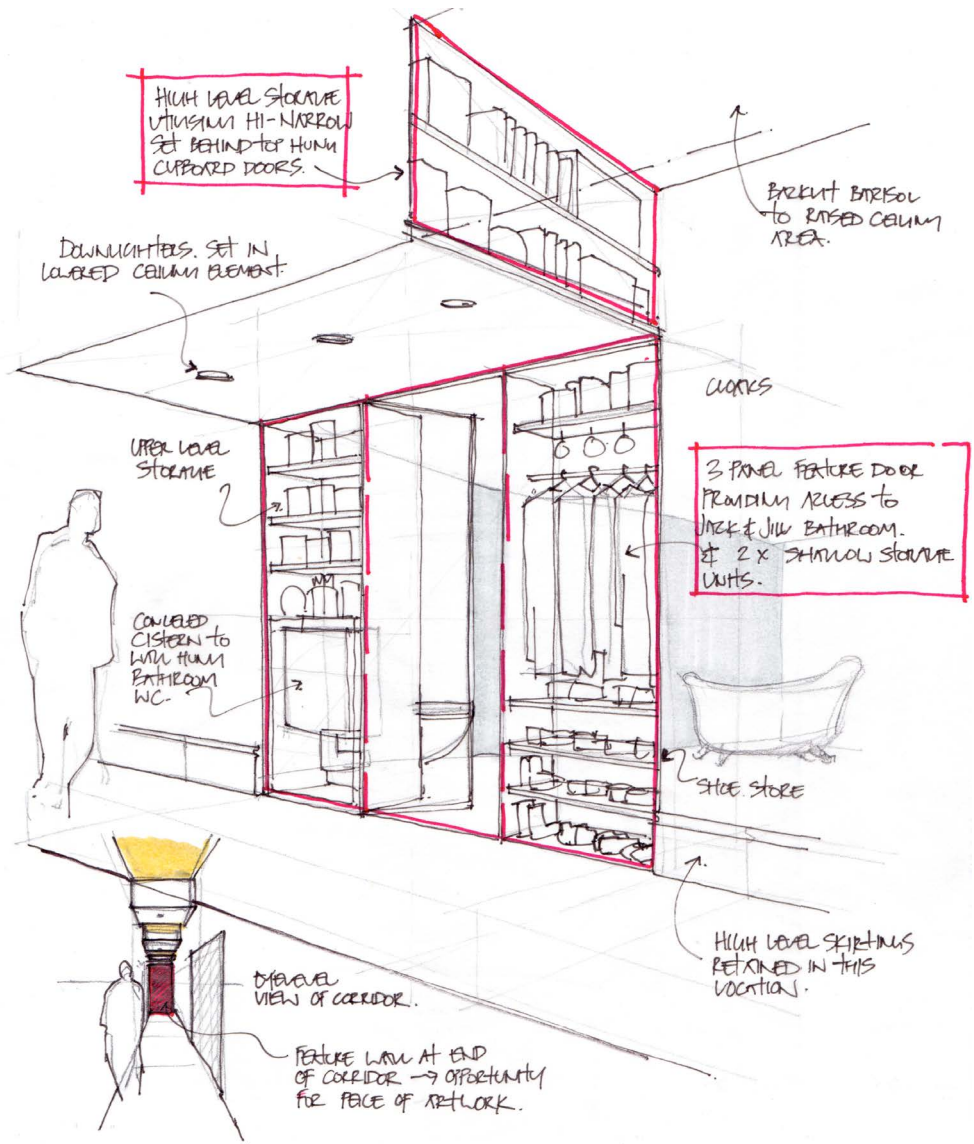 HIGH LEVEL STORAGE
UTILISING HI-NARROW
SET BEHIND TOP HUNG
CUPBOARD DOORS.
BARKLIT BARISOL
TO RAISED CEILING
AREA.
DOWNLIGHTERS. SET IN
LOWERED CEILING ELEMENT.
CLOAKS
UPPER LEVEL
STORAGE
3 PANEL FEATURE DOOR
PROVIDING ACCESS TO
JACK & JILL BATHROOM.
& 2 x SHALLOW STORAGE
UNITS.
CONCELED
CISTERN TO
WALL HUNG
BATHROOM
WC.
SHOE STORE
HIGH LEVEL SKIRTINGS
RETAINED IN THIS
LOCATION.
EYELEVEL
VIEW OF CORRIDOR.
FEATURE WALL AT END
OF CORRIDOR → OPPORTUNITY
FOR PEICE OF ARTWORK.